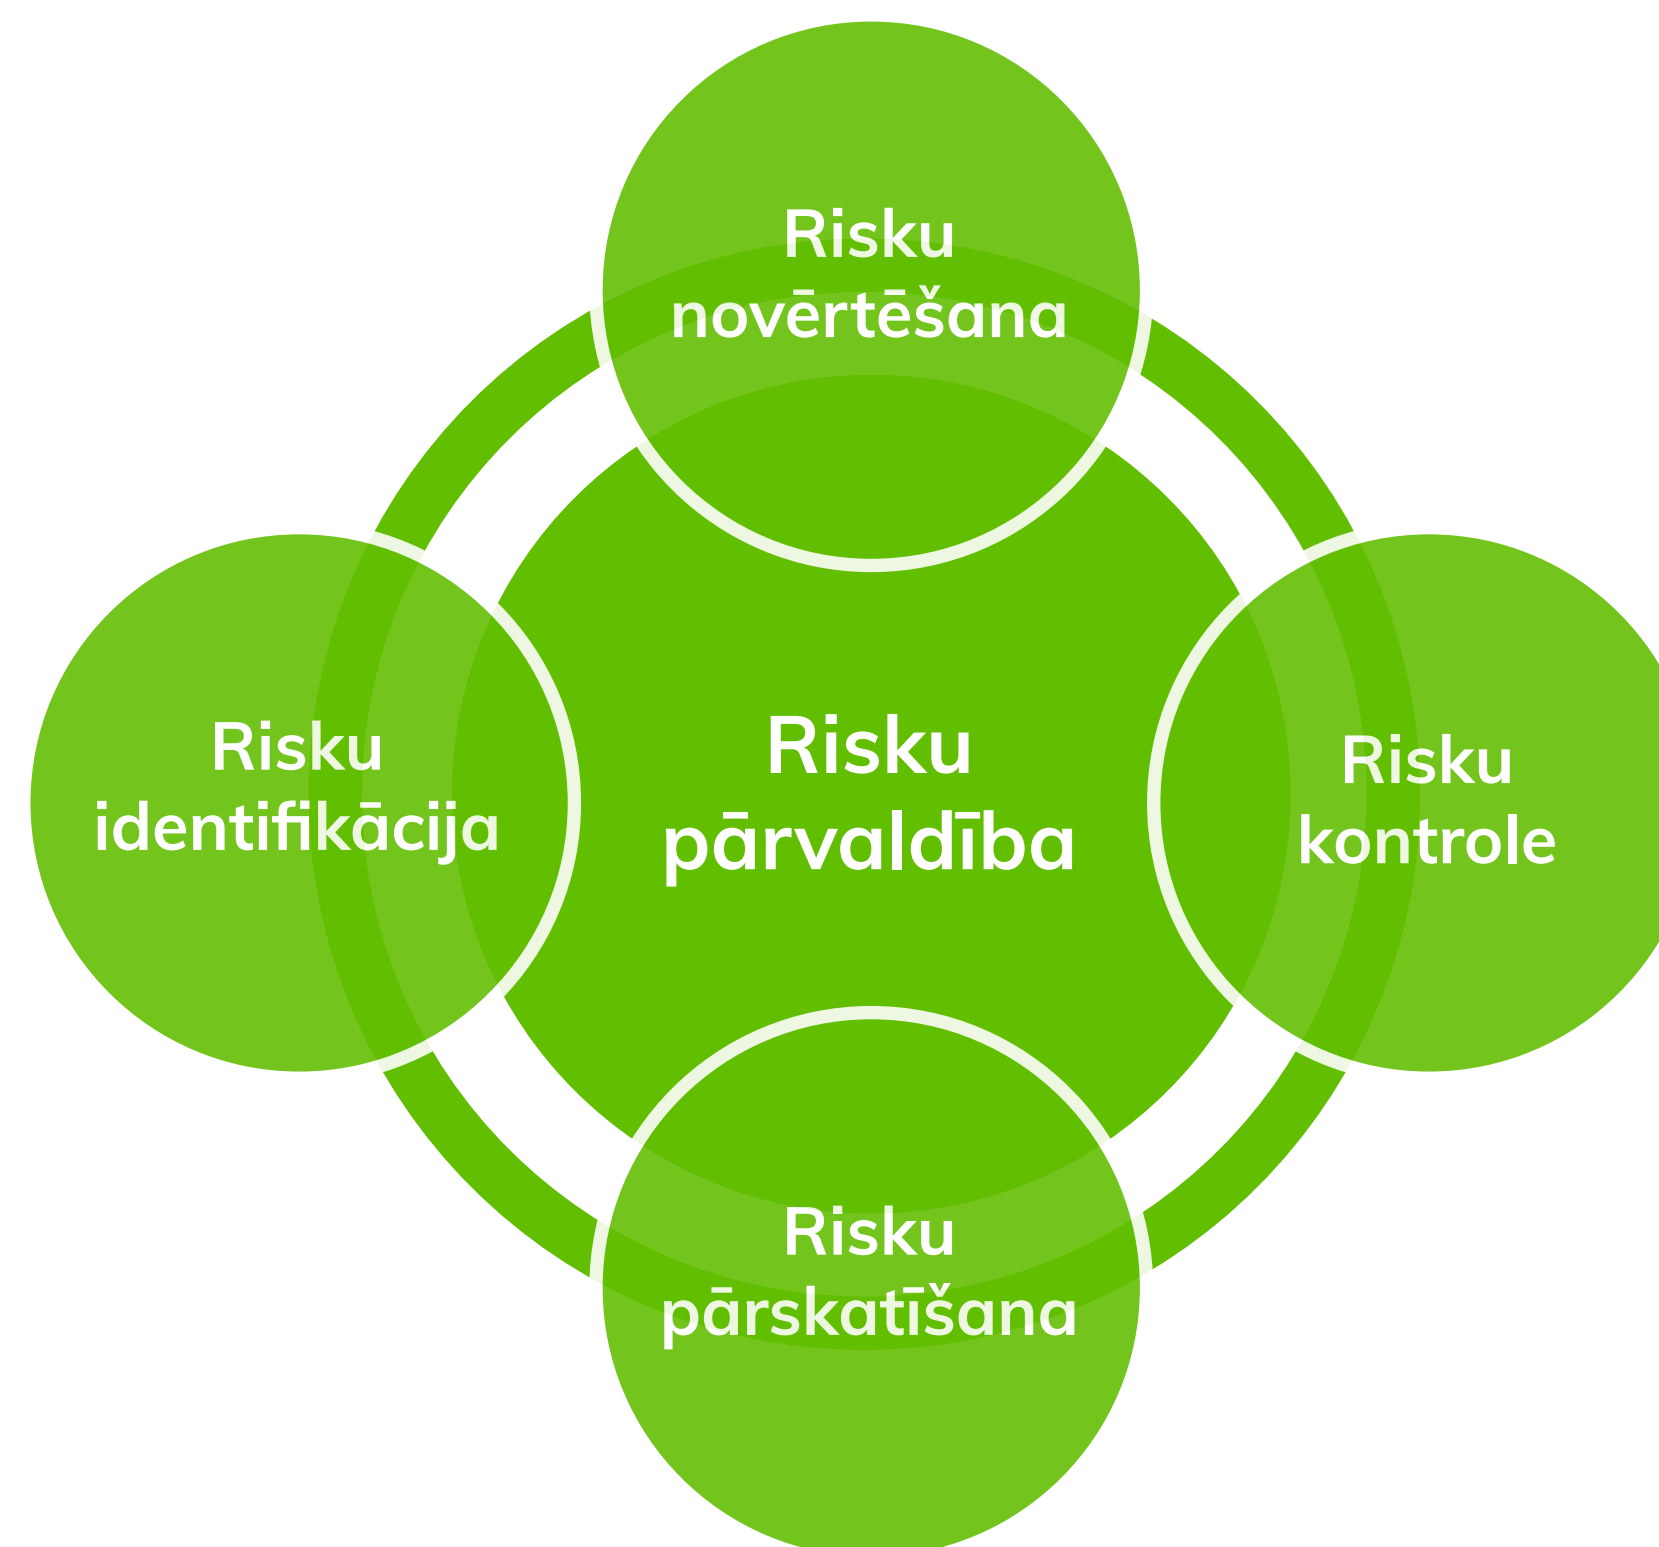 Risku
novērtēšana
Risku
identifikācija
Risku
pārvaldība
Risku
kontrole
Risku
pārskatīšana